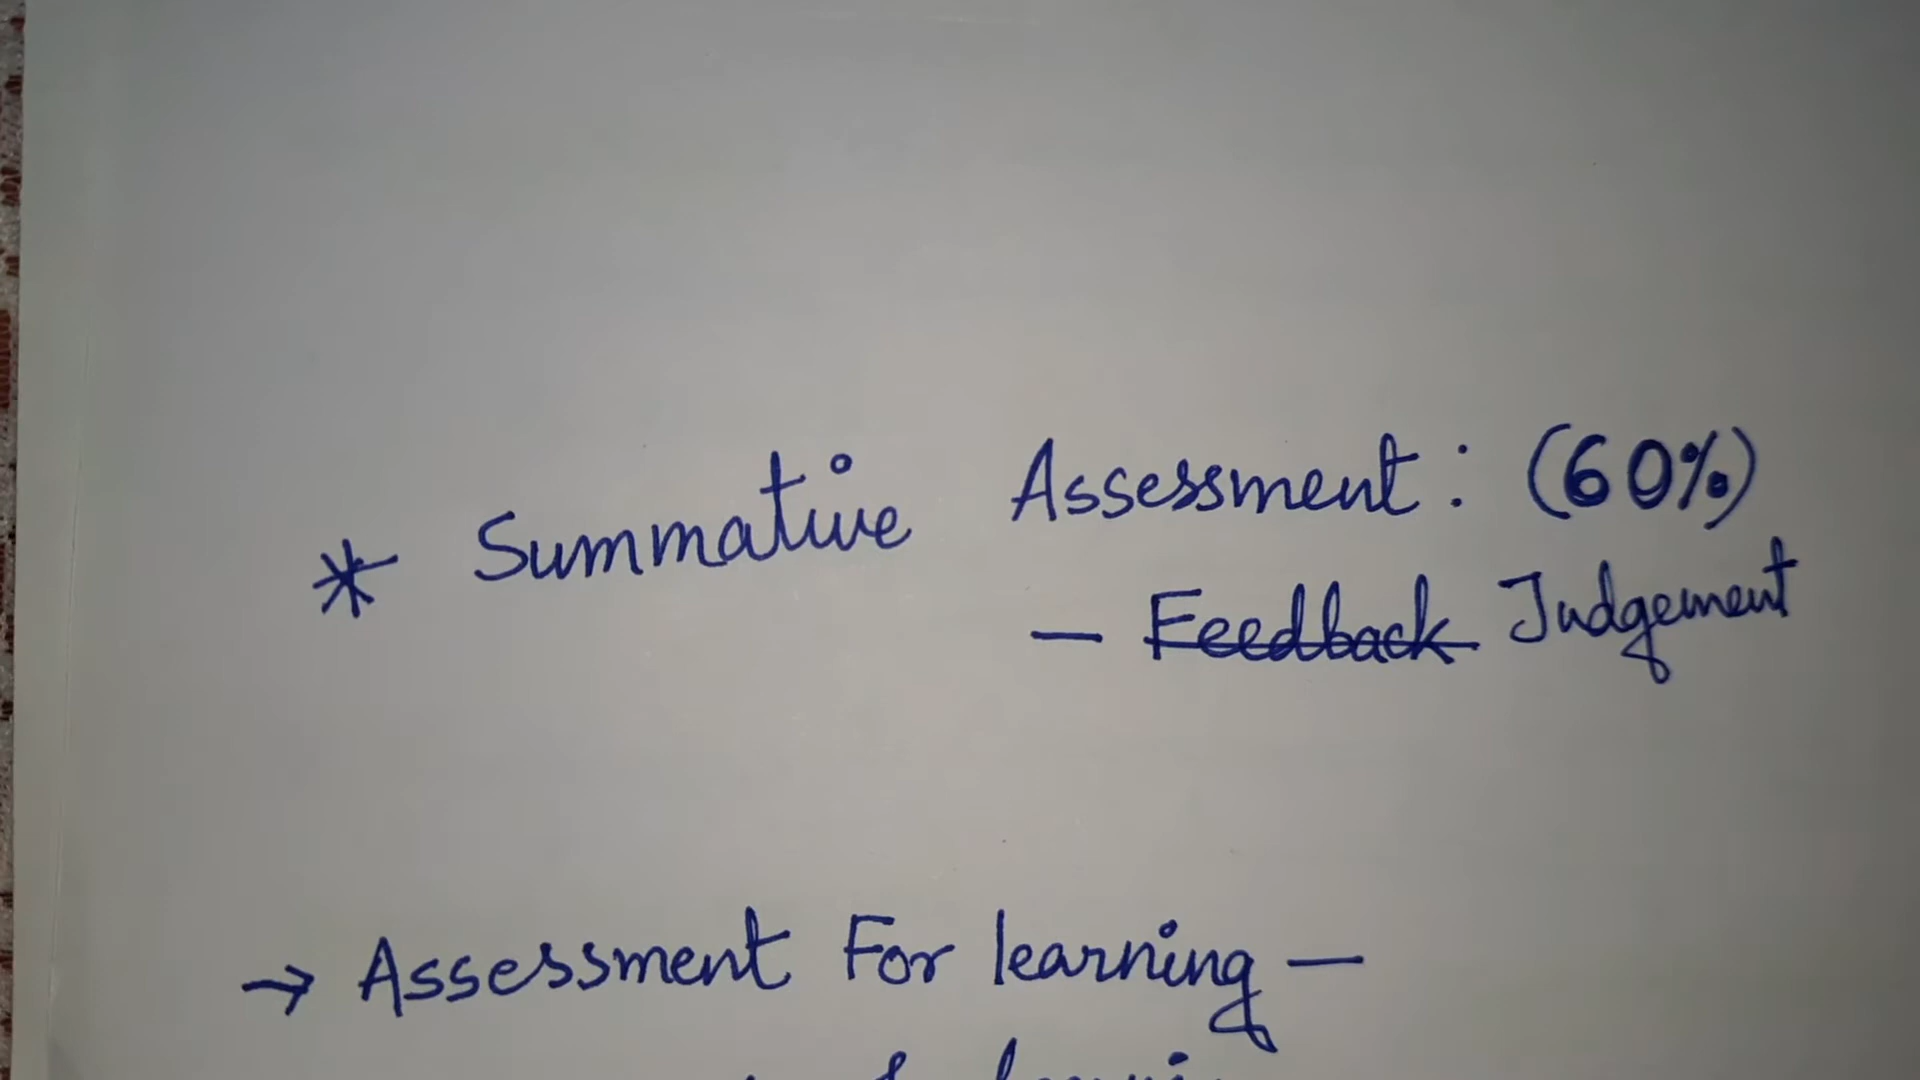 * Summative Assessment: (60%)
— Feedback Judgement
→ Assessment For learning —